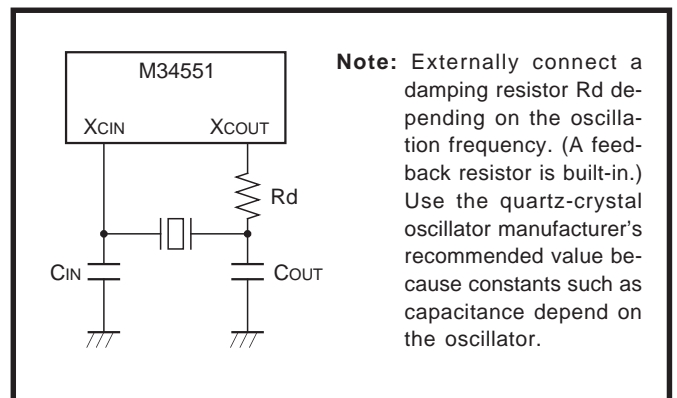 M34551
XCIN
XCOUT
Rd
CIN
COUT
Note: Externally connect a
damping resistor Rd de-
pending on the oscilla-
tion frequency. (A feed-
back resistor is built-in.)
Use the quartz-crystal
oscillator manufacturer's
recommended value be-
cause constants such as
capacitance depend on
the oscillator.